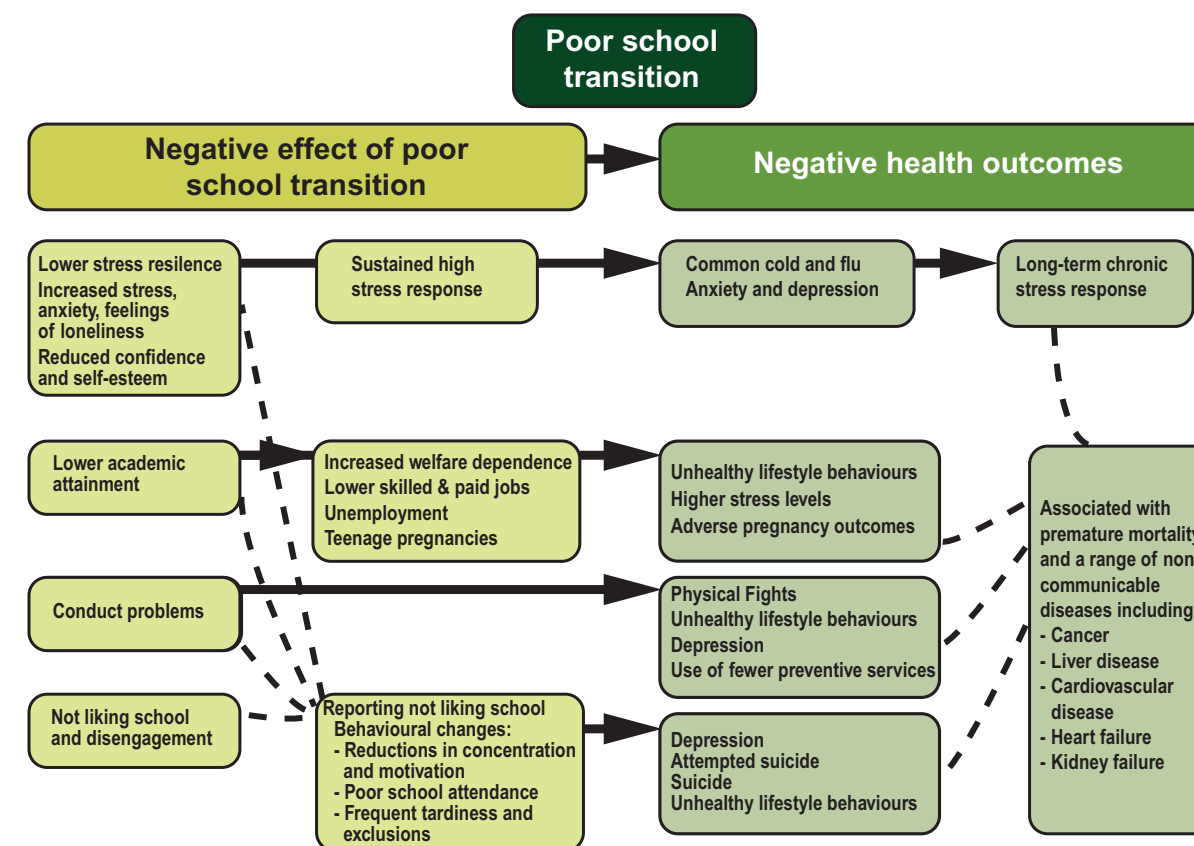 Poor school
transition
Negative effect of poor
school transition
Negative health outcomes
Lower stress resilence
Increased stress,
anxiety, feelings
of loneliness
Reduced confidence
and self-esteem
Sustained high
stress response
Common cold and flu
Anxiety and depression
Long-term chronic
stress response
Lower academic
attainment
Increased welfare dependence
Lower skilled & paid jobs
Unemployment
Teenage pregnancies
Unhealthy lifestyle behaviours
Higher stress levels
Adverse pregnancy outcomes
Conduct problems
Physical Fights
Unhealthy lifestyle behaviours
Depression
Use of fewer preventive services
Not liking school
and disengagement
Reporting not liking school
Behavioural changes:
- Reductions in concentration
and motivation
- Poor school attendance
- Frequent tardiness and
exclusions
Depression
Attempted suicide
Suicide
Unhealthy lifestyle behaviours
Associated with
premature mortality
and a range of non
communicable
diseases including
- Cancer
- Liver disease
- Cardiovascular
disease
- Heart failure
- Kidney failure